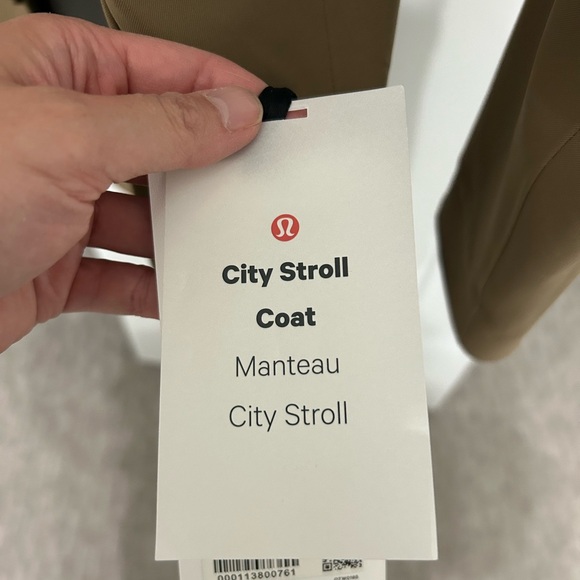 City Stroll
Coat
Manteau
City Stroll
000113800761